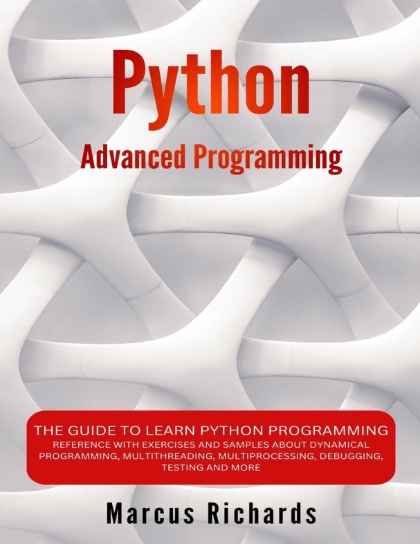 Python
Advanced Programming
THE GUIDE TO LEARN PYTHON PROGRAMMING
REFERENCE WITH EXERCISES AND SAMPLES ABOUT DYNAMICAL
PROGRAMMING, MULTITHREADING, MULTIPROCESSING, DEBUGGING,
TESTING AND MORE
Marcus Richards